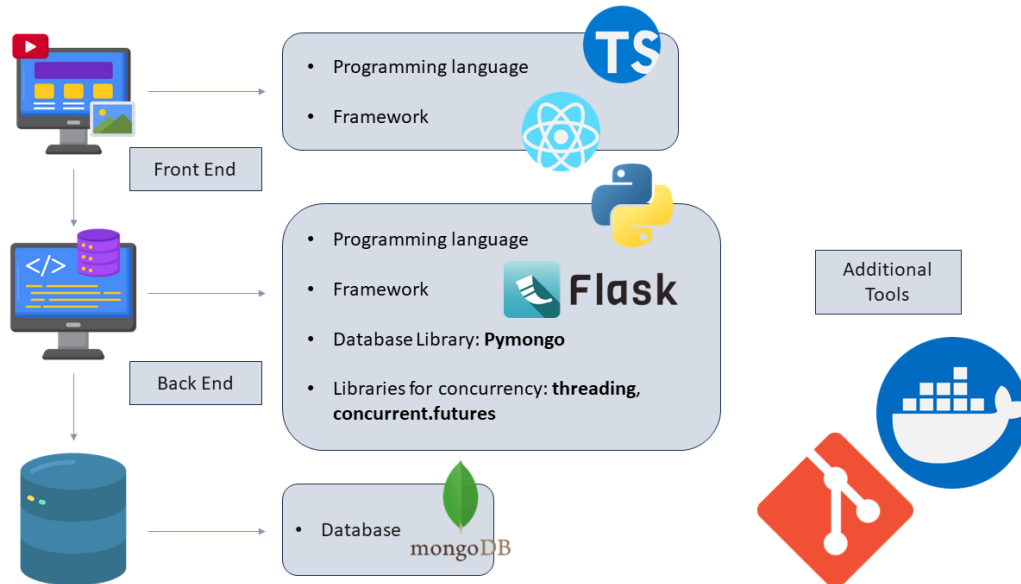 TS
• Programming language
• Framework
Front End
</>
• Programming language
• Framework
Flask
• Database Library: Pymongo
• Libraries for concurrency: threading,
concurrent.futures
Back End
Additional
Tools
• Database
mongoDB